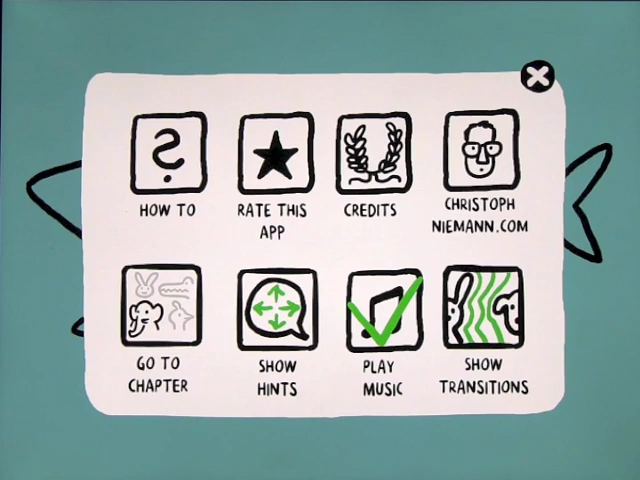 ?
HOW TO
RATE THIS
APP
CREDITS
CHRISTOPH
NIEMANN.COM
GO TO
CHAPTER
SHOW
HINTS
PLAY
MUSIC
SHOW
TRANSITIONS